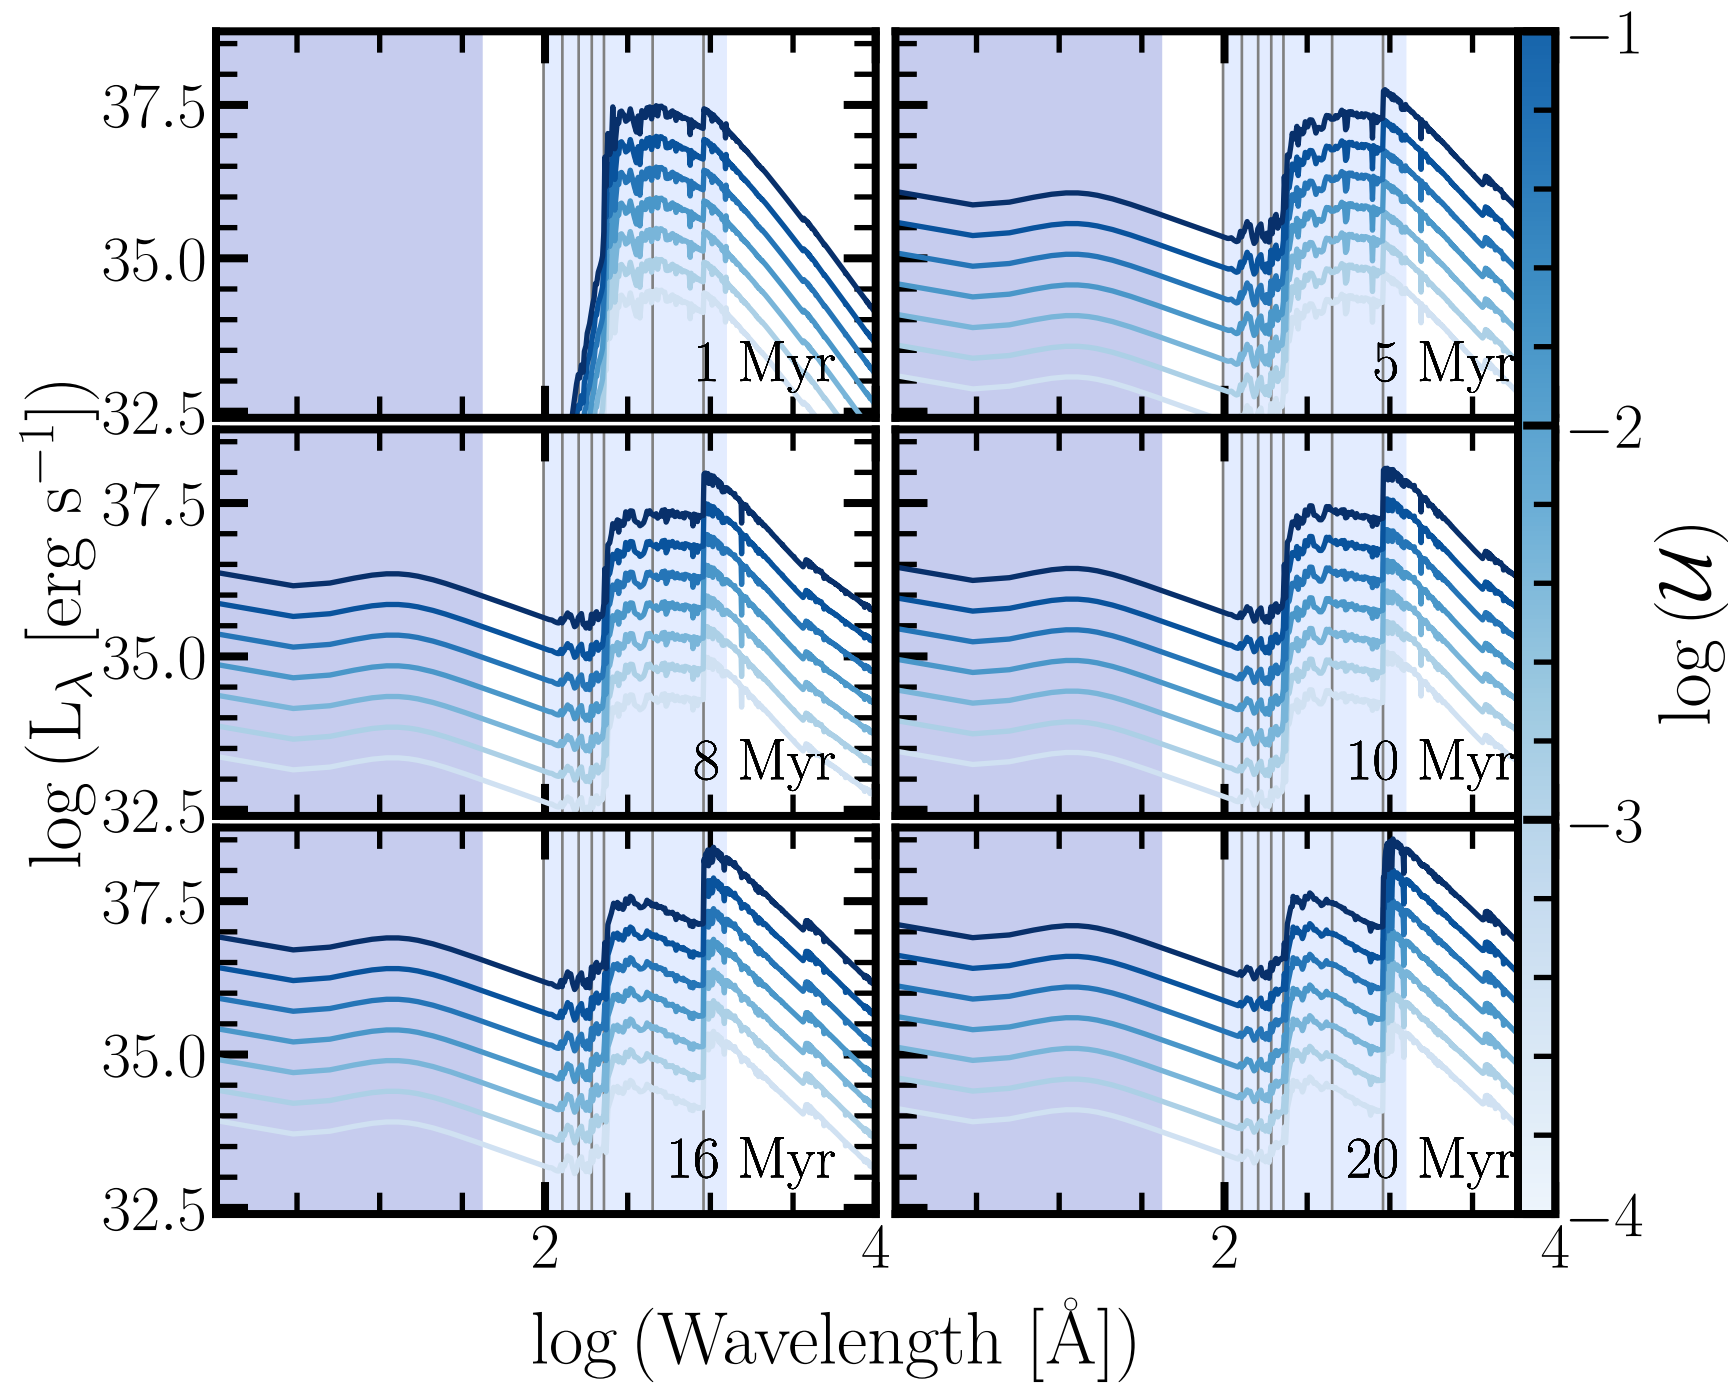 37.5
35.0
32.5
1 Myr
5 Myr
37.5
35.0
32.5
8 Myr
10 Myr
37.5
35.0
32.5
16 Myr
20 Myr
2
4
2
4
log (Wavelength [Å])
log (L_λ [erg s^{−1}])
−1
−2
−3
−4
log (𝒰)